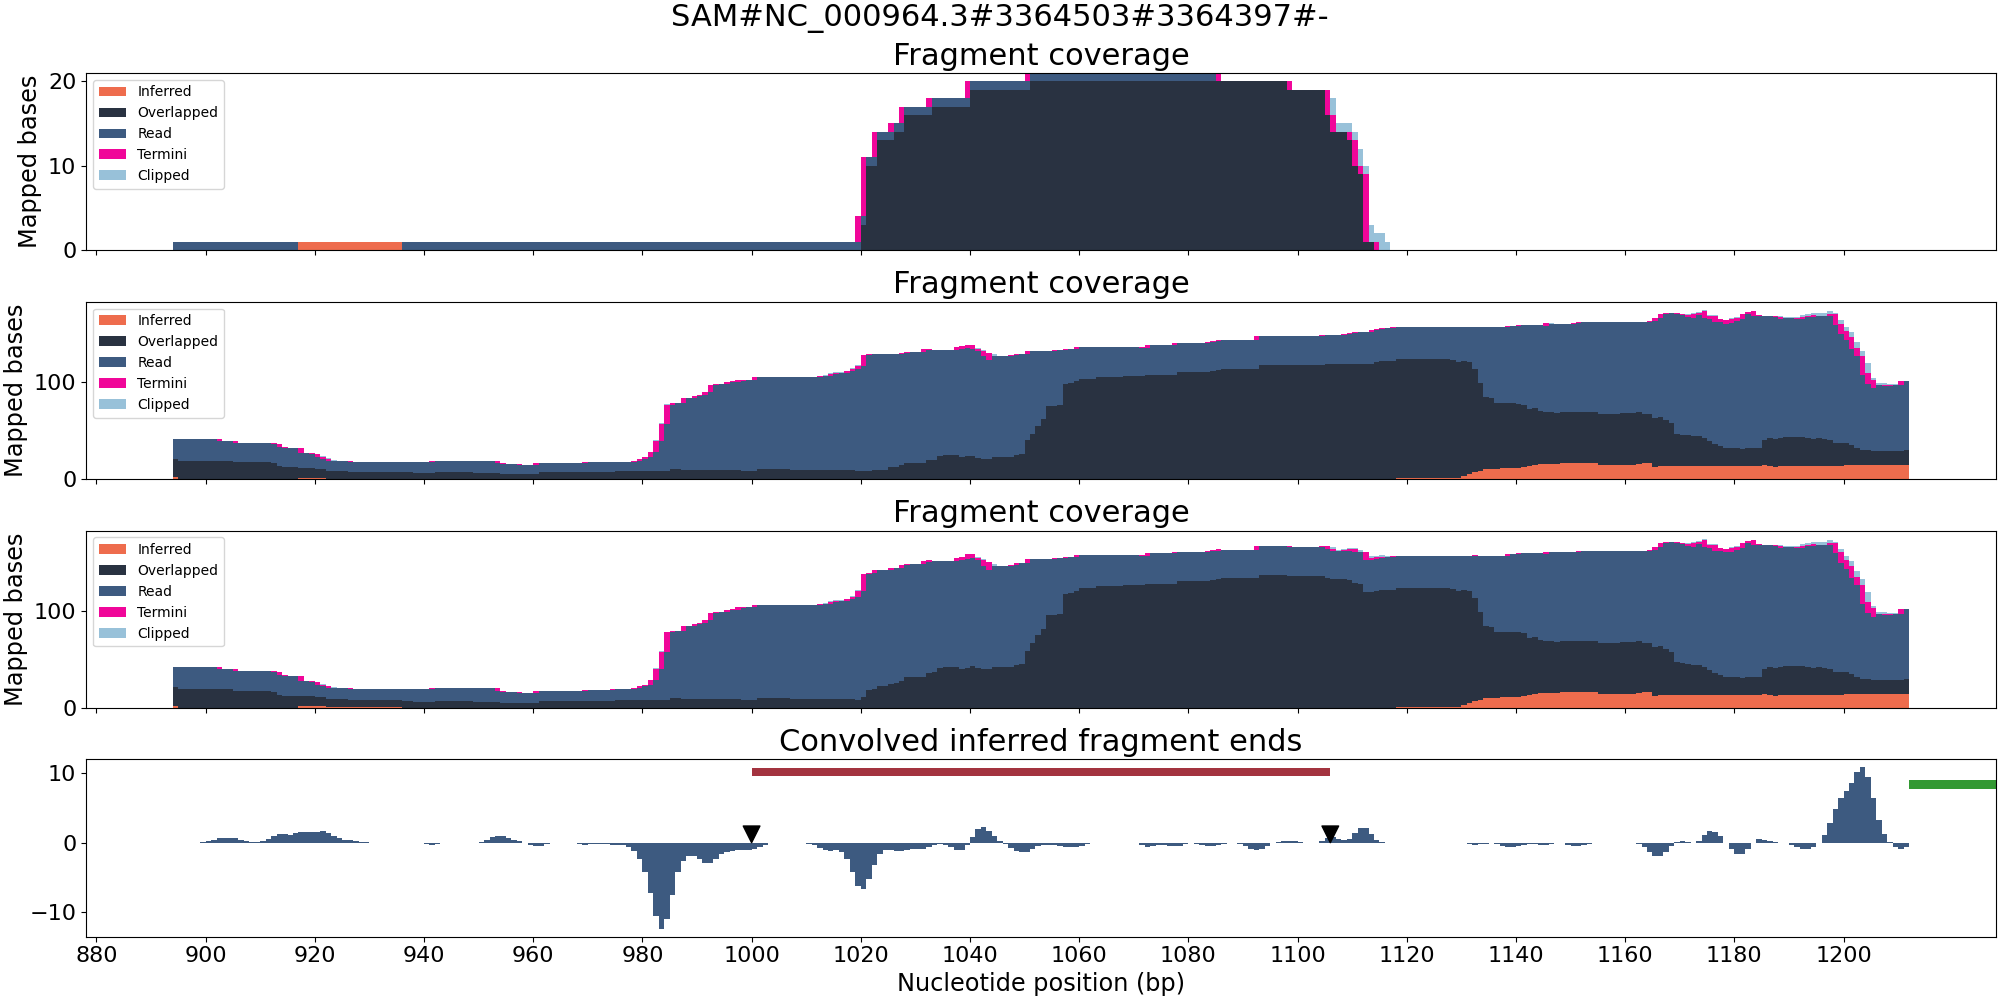 SAM#NC_000964.3#3364503#3364397#-
Fragment coverage
Mapped bases
20
10
0
Inferred
Overlapped
Read
Termini
Clipped
Fragment coverage
Mapped bases
100
0
Inferred
Overlapped
Read
Termini
Clipped
Fragment coverage
Mapped bases
100
0
Inferred
Overlapped
Read
Termini
Clipped
Convolved inferred fragment ends
10
0
−10
880 900 920 940 960 980 1000 1020 1040 1060 1080 1100 1120 1140 1160 1180 1200
Nucleotide position (bp)